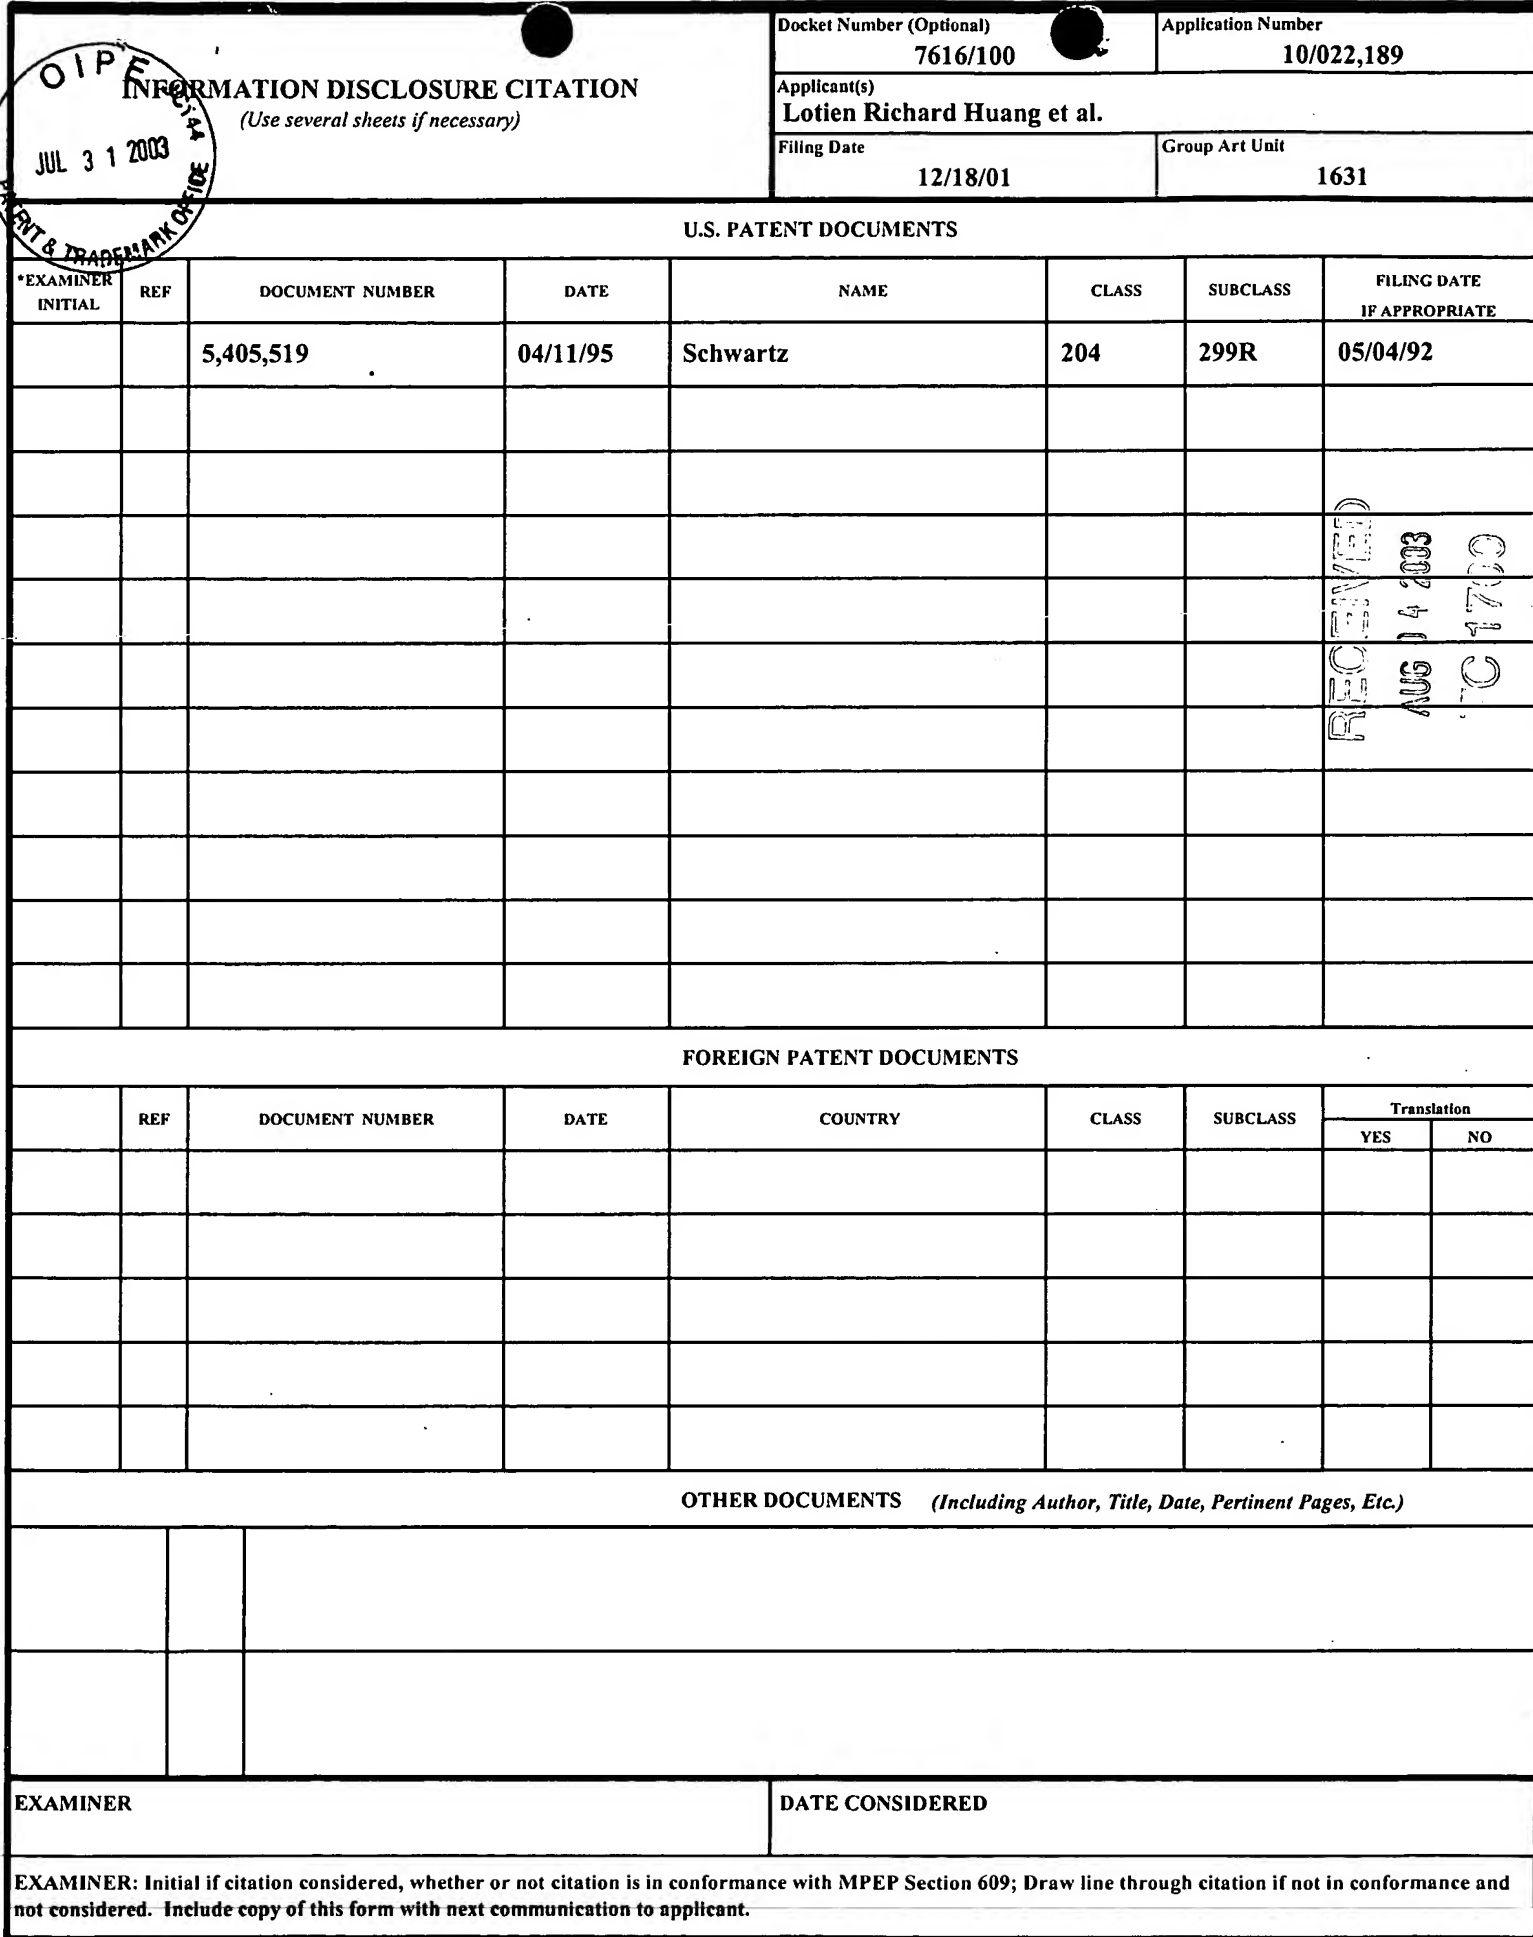 OIPE
JC144
JUL 31 2003
PATENT & TRADEMARK OFFICE
INFORMATION DISCLOSURE CITATION
(Use several sheets if necessary)
Docket Number (Optional)
7616/100
Application Number
10/022,189
Applicant(s)
Lotien Richard Huang et al.
Filing Date
12/18/01
Group Art Unit
1631
U.S. PATENT DOCUMENTS
*EXAMINER INITIAL REF DOCUMENT NUMBER DATE NAME CLASS SUBCLASS FILING DATE IF APPROPRIATE
5,405,519 04/11/95 Schwartz 204 299R 05/04/92
RECEIVED
AUG 04 2003
TC 1700
FOREIGN PATENT DOCUMENTS
REF DOCUMENT NUMBER DATE COUNTRY CLASS SUBCLASS Translation
YES NO
OTHER DOCUMENTS (Including Author, Title, Date, Pertinent Pages, Etc.)
EXAMINER
DATE CONSIDERED
EXAMINER: Initial if citation considered, whether or not citation is in conformance with MPEP Section 609; Draw line through citation if not in conformance and
not considered. Include copy of this form with next communication to applicant.